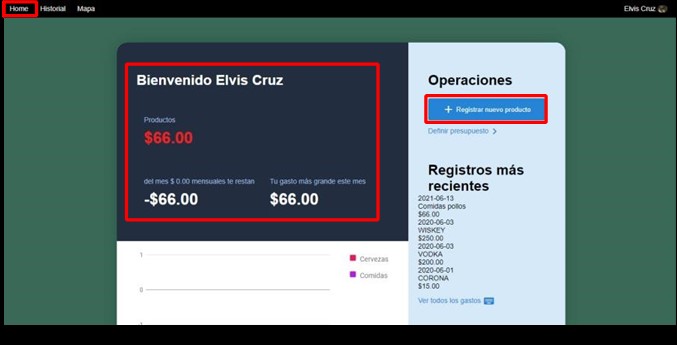 Home Historial Mapa Elvis Cruz
Bienvenido Elvis Cruz
Productos
$66.00
del mes $ 0.00 mensuales te restan
-$66.00
Tu gasto más grande este mes
$66.00
1
0
Cervezas
Comidas
Operaciones
+ Registrar nuevo producto
Definir presupuesto >
Registros más
recientes
2021-06-13
Comidas pollos
$66.00
2020-06-03
WISKEY
$250.00
2020-06-03
VODKA
$200.00
2020-06-01
CORONA
$15.00
Ver todos los gastos